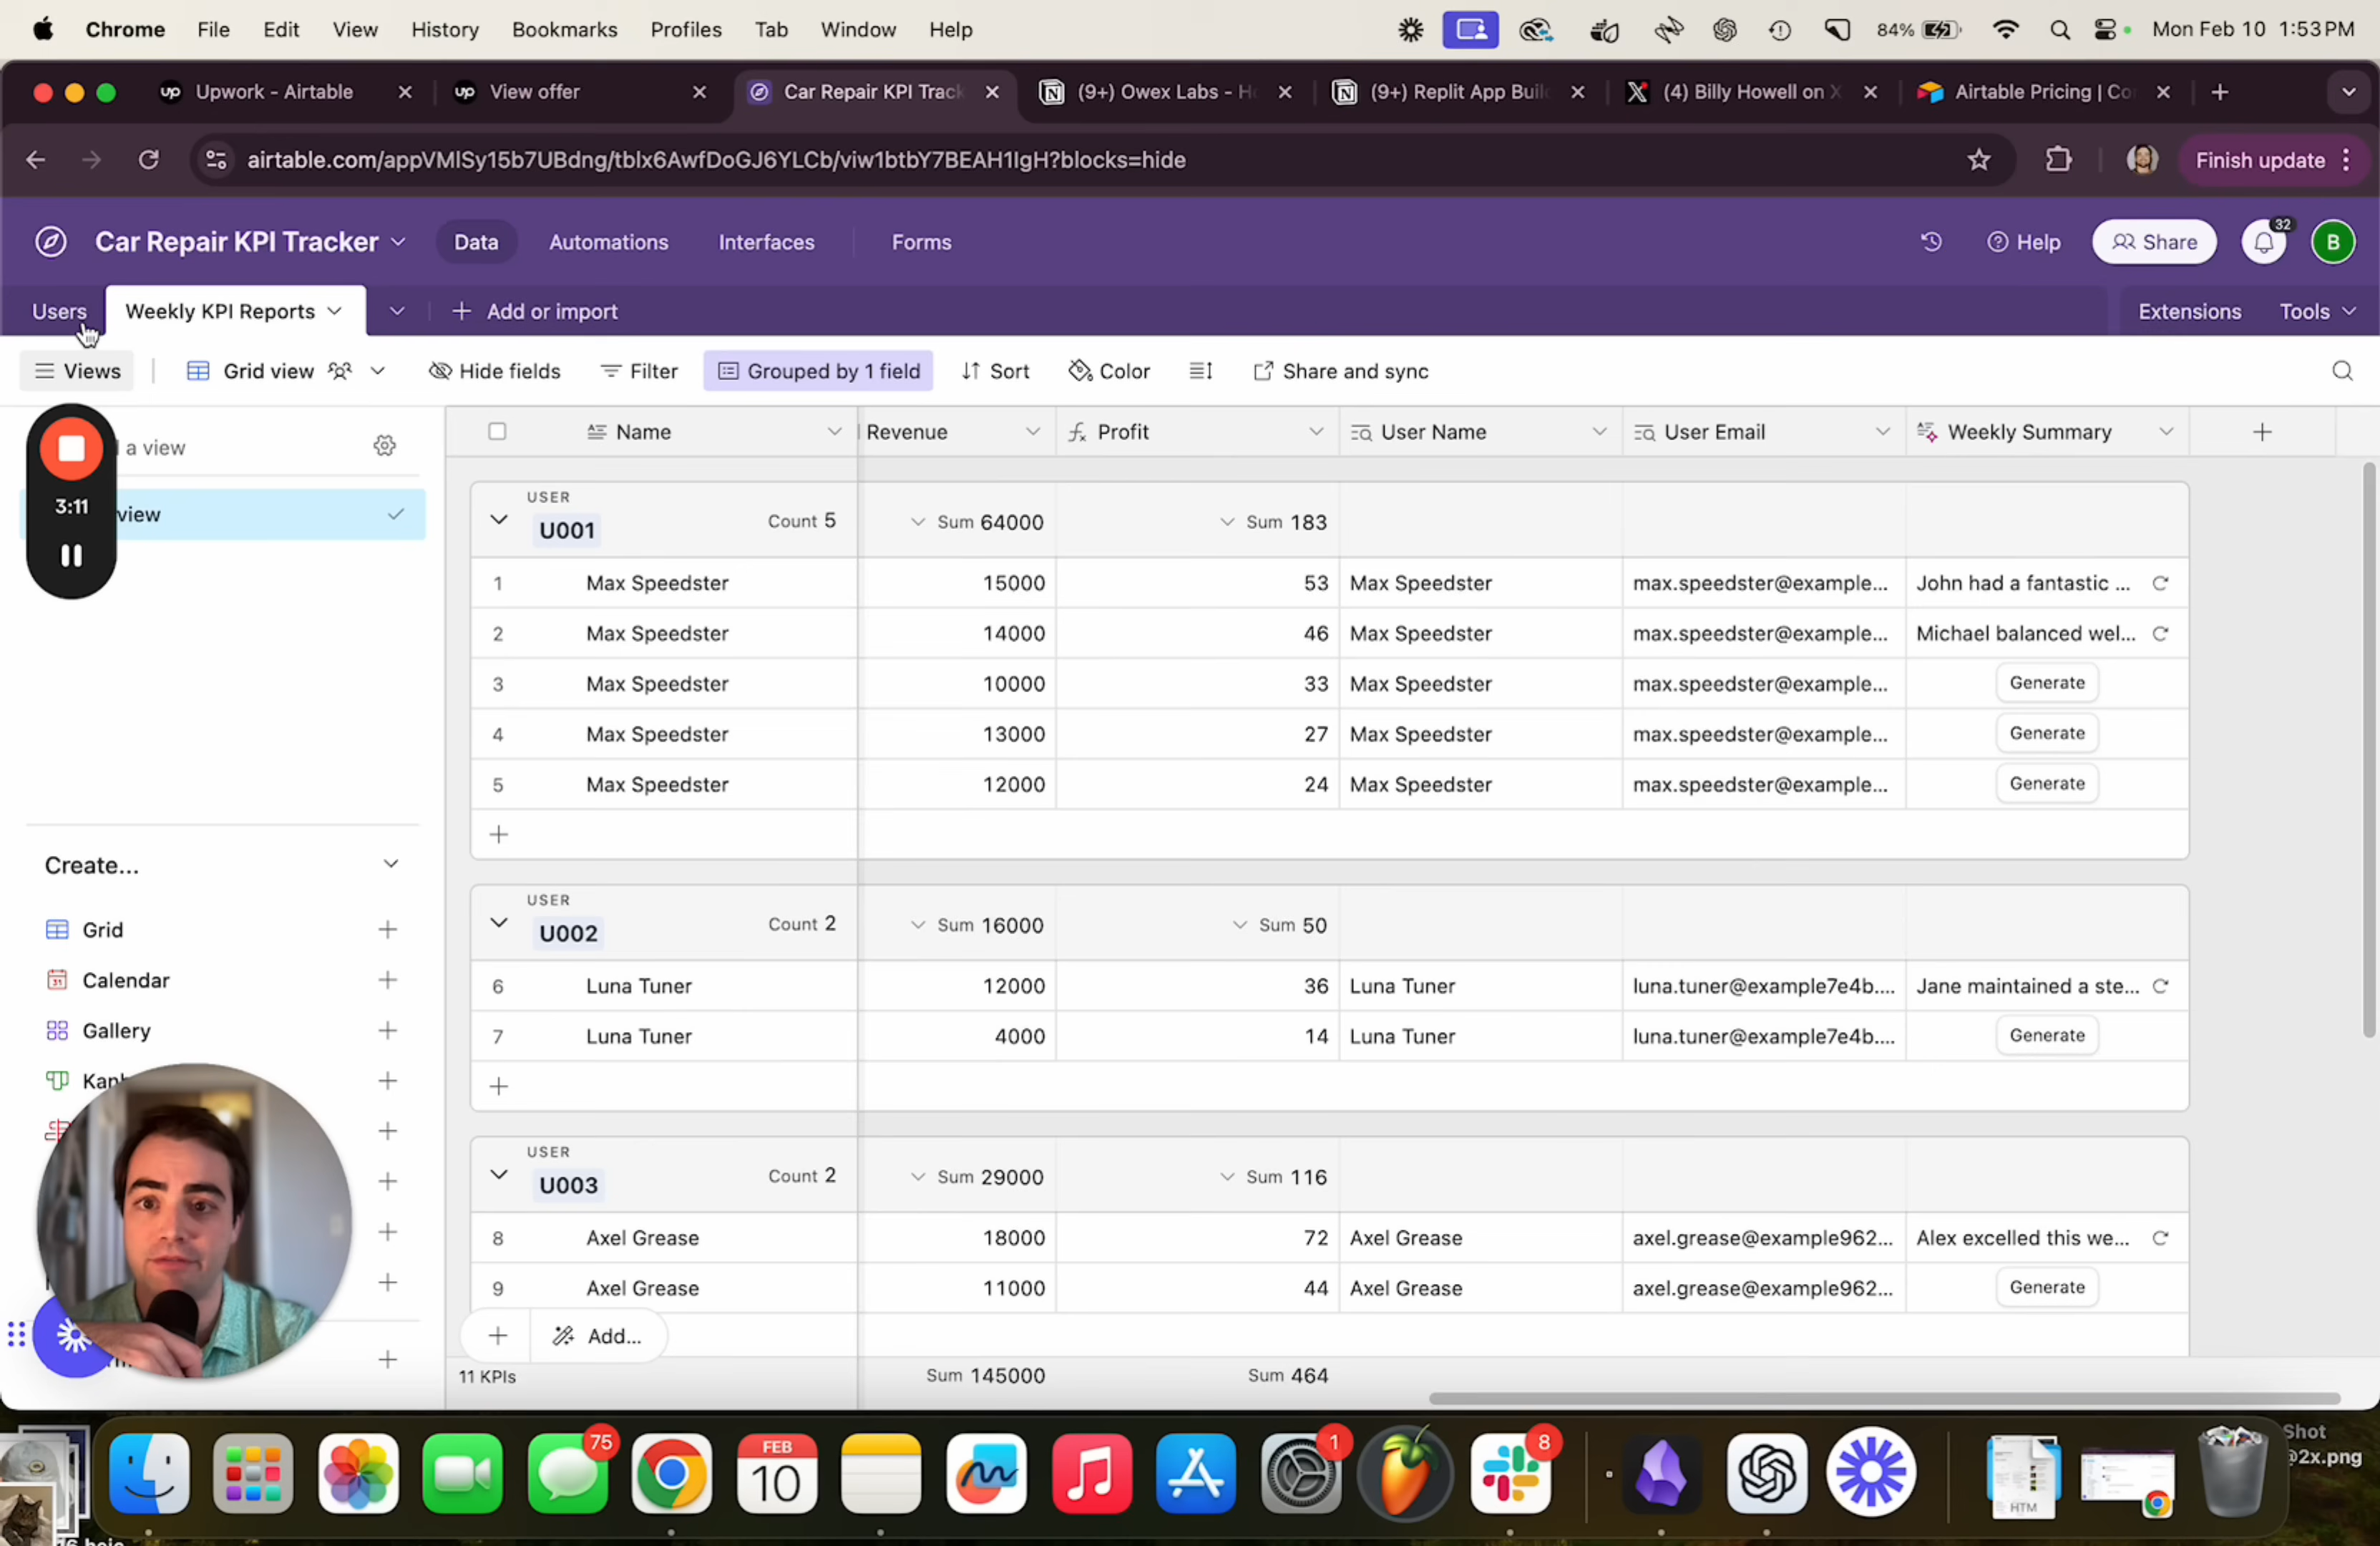 Chrome File Edit View History Bookmarks Profiles Tab Window Help 84% Mon Feb 10 1:53 PM
Upwork - Airtable View offer Car Repair KPI Track (9+) Owex Labs - Ho (9+) Replit App Buil (4) Billy Howell on X Airtable Pricing | Co
airtable.com/appVMISy15b7UBdng/tblx6AwfDoGJ6YLCb/viw1btbY7BEAH1IgH?blocks=hide Finish update
Car Repair KPI Tracker Data Automations Interfaces Forms Help Share 32 B
Users Weekly KPI Reports Add or import Extensions Tools
Views Grid view Hide fields Filter Grouped by 1 field Sort Color Share and sync
a view
view
3:11
Name Revenue Profit User Name User Email Weekly Summary
USER
U001 Count 5 Sum 64000 Sum 183
1 Max Speedster 15000 53 Max Speedster max.speedster@example... John had a fantastic ...
2 Max Speedster 14000 46 Max Speedster max.speedster@example... Michael balanced wel...
3 Max Speedster 10000 33 Max Speedster max.speedster@example... Generate
4 Max Speedster 13000 27 Max Speedster max.speedster@example... Generate
5 Max Speedster 12000 24 Max Speedster max.speedster@example... Generate
USER
U002 Count 2 Sum 16000 Sum 50
6 Luna Tuner 12000 36 Luna Tuner luna.tuner@example7e4b.... Jane maintained a ste...
7 Luna Tuner 4000 14 Luna Tuner luna.tuner@example7e4b.... Generate
USER
U003 Count 2 Sum 29000 Sum 116
8 Axel Grease 18000 72 Axel Grease axel.grease@example962... Alex excelled this we...
9 Axel Grease 11000 44 Axel Grease axel.grease@example962... Generate
Add...
11 KPIs Sum 145000 Sum 464
Create...
Grid
Calendar
Gallery
Kan
75
FEB
10
1
8
HTM
Shot
@2x.png